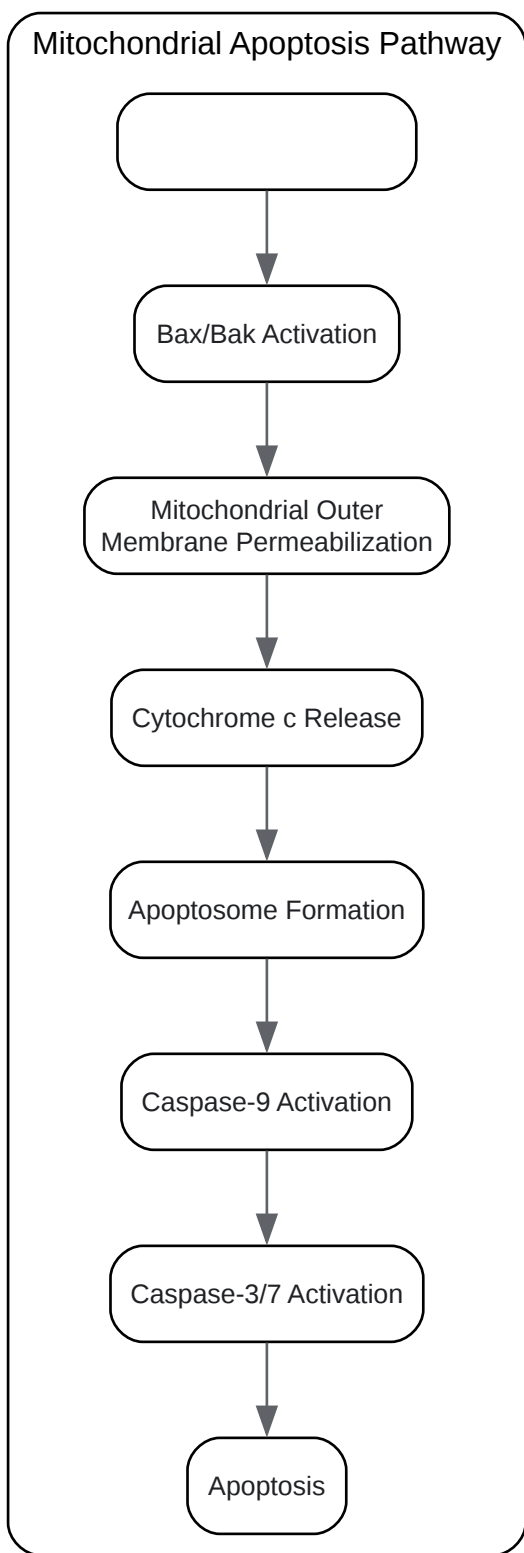 Mitochondrial Apoptosis Pathway
Bax/Bak Activation
Mitochondrial Outer
Membrane Permeabilization
Cytochrome c Release
Apoptosome Formation
Caspase-9 Activation
Caspase-3/7 Activation
Apoptosis